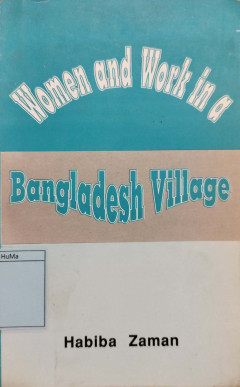 Women and Work in a
Bangladesh Village
HuMa
Habiba Zaman